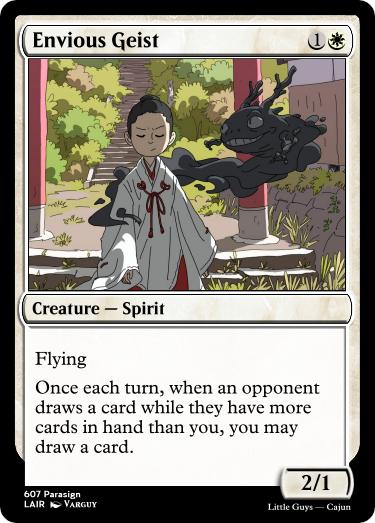 Envious Geist 1
Creature — Spirit
Flying
Once each turn, when an opponent
draws a card while they have more
cards in hand than you, you may
draw a card.
2/1
607 Parasign
LAIR VARGUY
Little Guys — Cajun